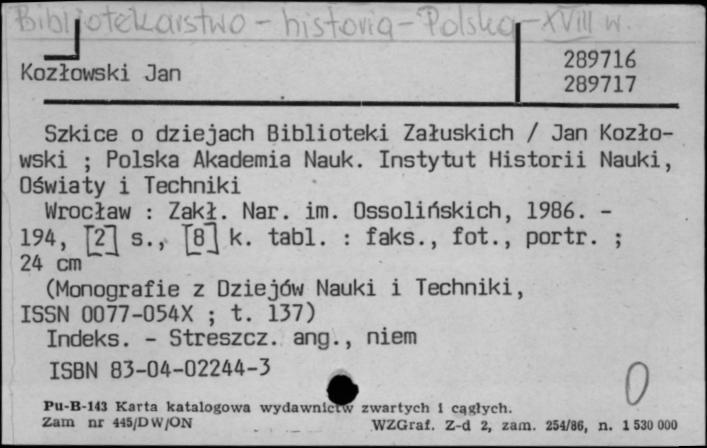 Bibliotekarstwo - historia - Polska - XVIII w.
289716
Kozłowski Jan
289717
Szkice o dziejach Biblioteki Załuskich / Jan Kozło-
wski ; Polska Akademia Nauk. Instytut Historii Nauki,
Oświaty i Techniki
Wrocław : Zakł. Nar. im. Ossolińskich, 1986. -
194, [2] s., [8] k. tabl. : faks., fot., portr. ;
24 cm
(Monografie z Dziejów Nauki i Techniki,
ISSN 0077-054X ; t. 137)
Indeks. - Streszcz. ang., niem
ISBN 83-04-02244-3
0
Pu-B-143 Karta katalogowa wydawnictw zwartych i ciągłych.
Zam nr 445/DW/ON WZGraf. Z-d 2, zam. 254/86, n. 1 530 000